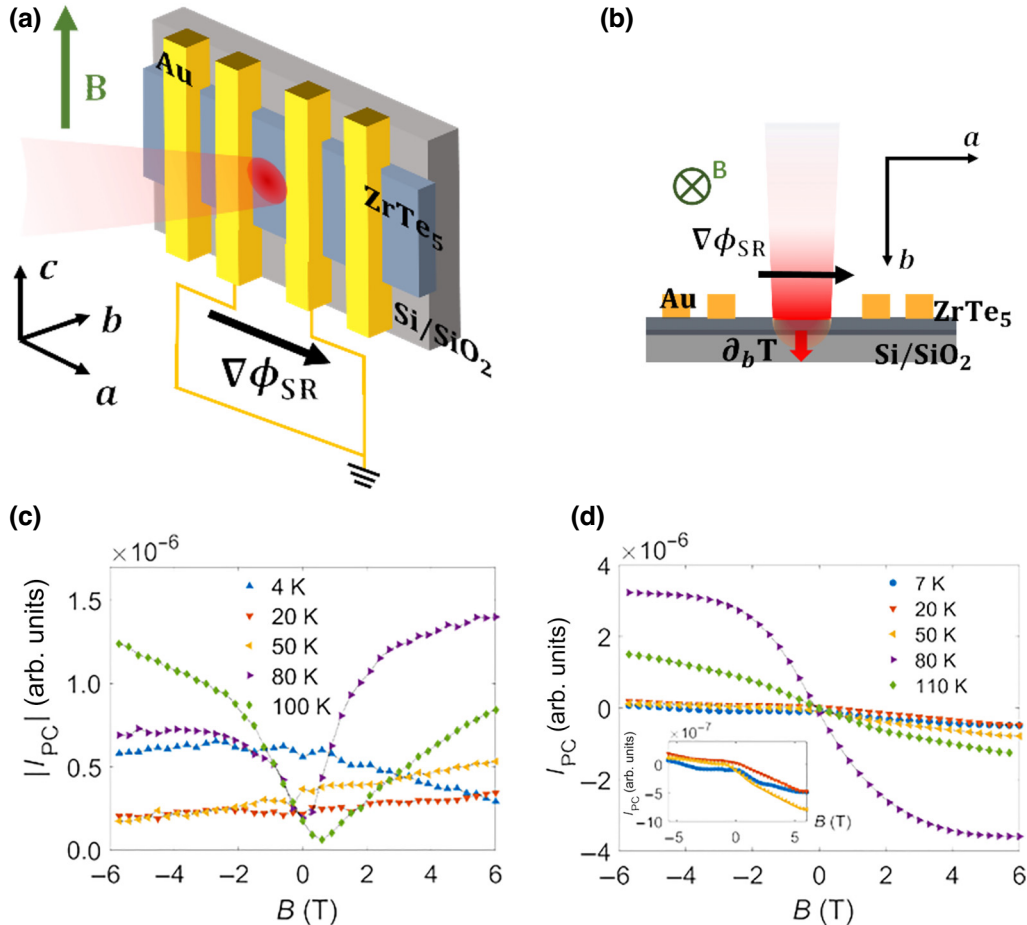 (a)
B
Au
ZrTe5
Si/SiO2
c
b
a
∇ϕSR
(b)
B
a
b
∇ϕSR
Au
ZrTe5
∂bT
Si/SiO2
(c)
×10−6
|IPC| (arb. units)
1.5
1.0
0.5
0.0
4 K
20 K
50 K
80 K
100 K
−6 −4 −2 0 2 4 6
B (T)
(d)
×10−6
IPC (arb. units)
4
2
0
−2
−4
7 K
20 K
50 K
80 K
110 K
×10−7
IPC (arb. units)
0
−5
−10
−5 0 5
B (T)
−6 −4 −2 0 2 4 6
B (T)